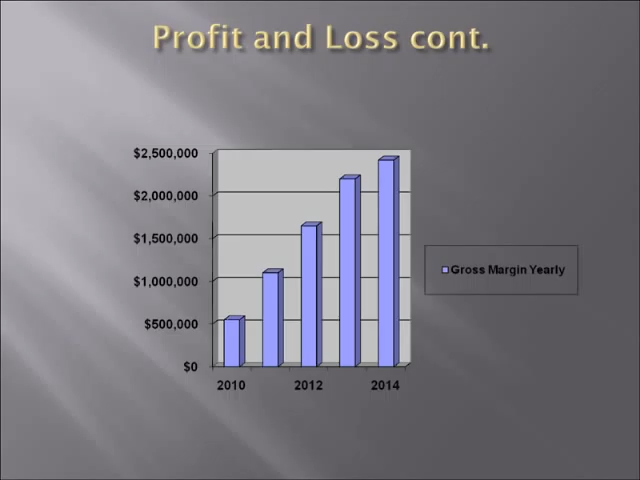 Profit and Loss cont.
$2,500,000
$2,000,000
$1,500,000
$1,000,000
$500,000
$0
2010 2012 2014
Gross Margin Yearly